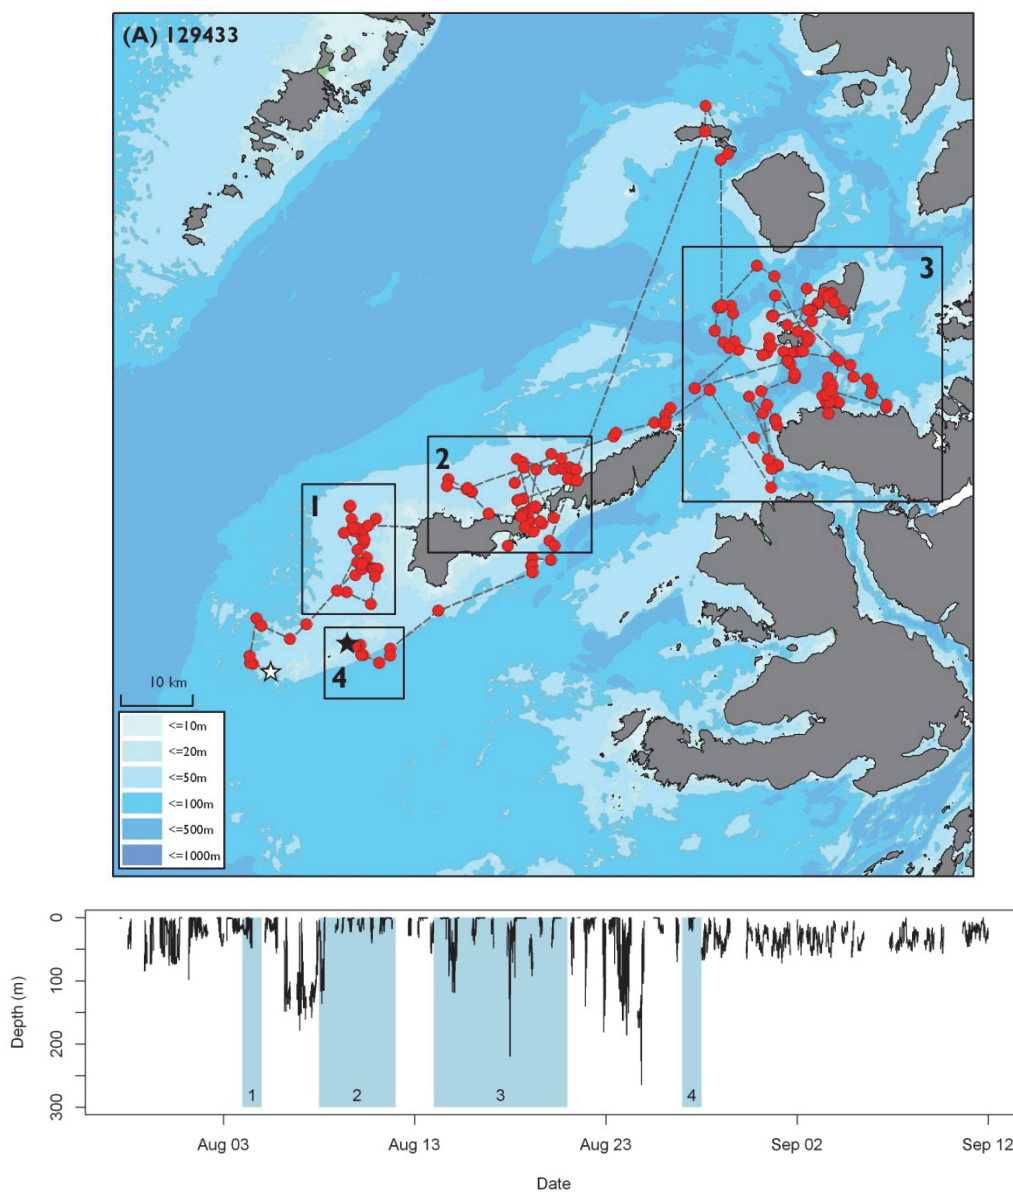 (A) 129433
3
2
1
4
10 km
<=10m
<=20m
<=50m
<=100m
<=500m
<=1000m
0
100
200
300
Depth (m)
1
2
3
4
Aug 03
Aug 13
Aug 23
Sep 02
Sep 12
Date